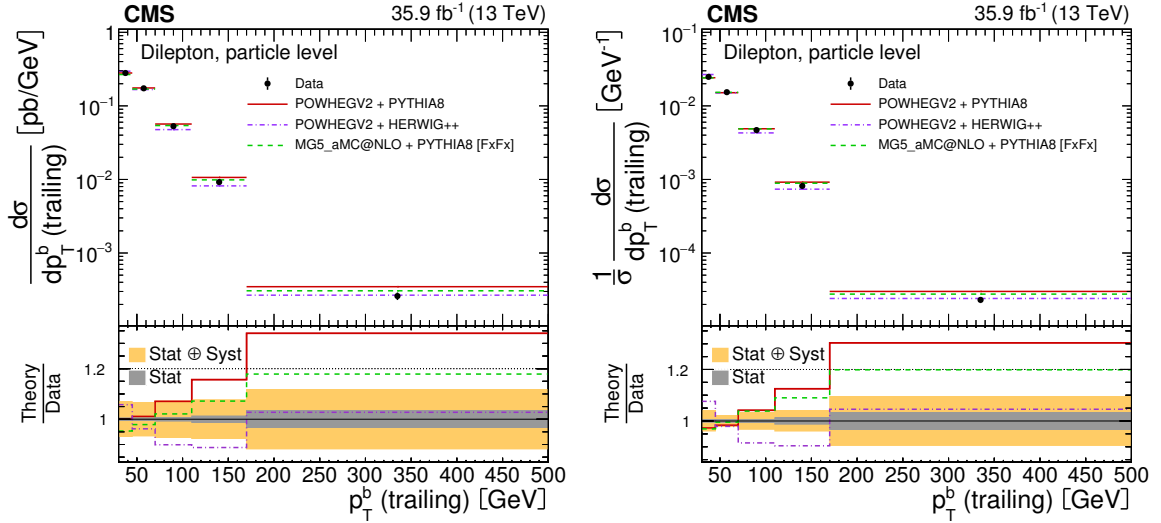 CMS 35.9 fb⁻¹ (13 TeV)
Dilepton, particle level
Data
POWHEGV2 + PYTHIA8
POWHEGV2 + HERWIG++
MG5_aMC@NLO + PYTHIA8 [FxFx]
dσ / dp_T^b (trailing) [pb/GeV]
1
10⁻¹
10⁻²
10⁻³
Stat ⊕ Syst
Stat
Theory
Data
1.2
1
50 100 150 200 250 300 350 400 450 500
p_T^b (trailing) [GeV]
CMS 35.9 fb⁻¹ (13 TeV)
Dilepton, particle level
Data
POWHEGV2 + PYTHIA8
POWHEGV2 + HERWIG++
MG5_aMC@NLO + PYTHIA8 [FxFx]
1/σ dσ / dp_T^b (trailing) [GeV⁻¹]
10⁻¹
10⁻²
10⁻³
10⁻⁴
Stat ⊕ Syst
Stat
Theory
Data
1.2
1
50 100 150 200 250 300 350 400 450 500
p_T^b (trailing) [GeV]